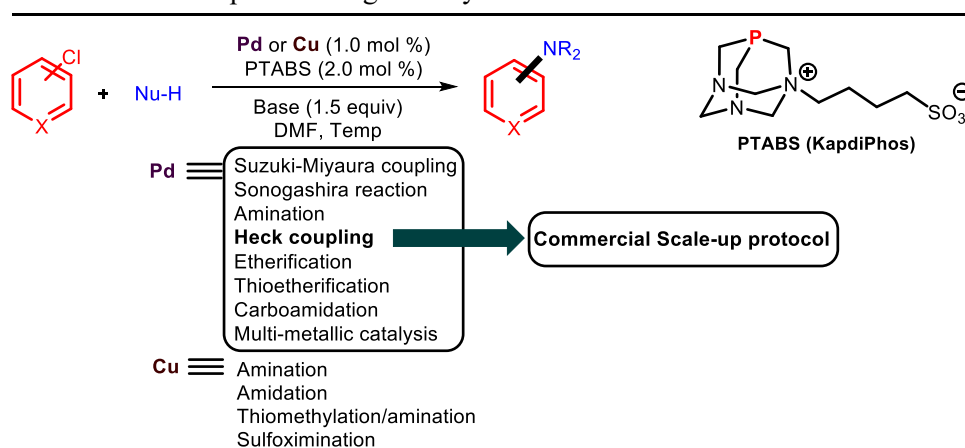 Cl
X
+
Nu-H
Pd or Cu (1.0 mol %)
PTABS (2.0 mol %)
Base (1.5 equiv)
DMF, Temp
NR2
X
P
N
N
N
⊕
SO3
⊖
PTABS (KapdiPhos)
Pd
Suzuki-Miyaura coupling
Sonogashira reaction
Amination
Heck coupling
Etherification
Thioetherification
Carboamidation
Multi-metallic catalysis
Commercial Scale-up protocol
Cu
Amination
Amidation
Thiomethylation/amination
Sulfoximination